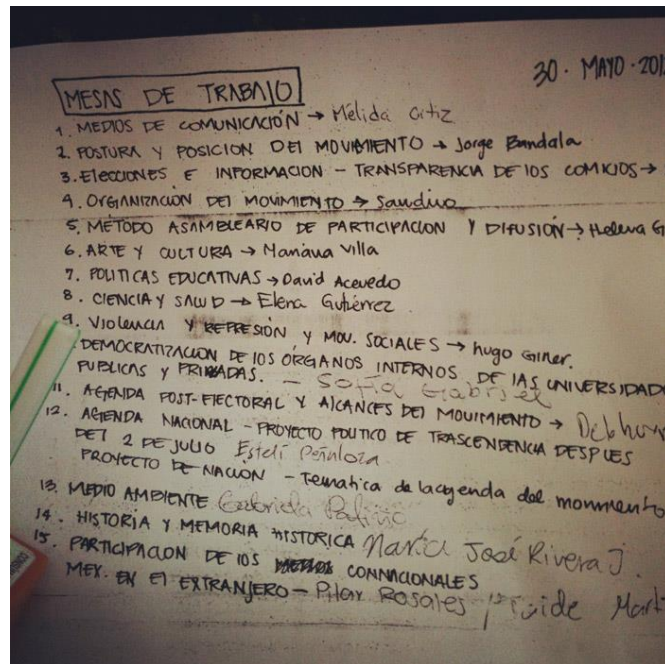 30 · MAYO · 201
MESAS DE TRABAJO
1. MEDIOS DE COMUNICACIÓN → Mélida Ortiz
2. POSTURA Y POSICION DEL MOVIMIENTO → Jorge Bandala
3. ELECCIONES E INFORMACION - TRANSPARENCIA DE LOS COMICIOS →
4. ORGANIZACION DEL MOVIMIENTO → Sandino
5. METODO ASAMBLEARIO DE PARTICIPACION Y DIFUSIÓN → Helena G
6. ARTE Y CULTURA → Mariana Villa
7. POLITICAS EDUCATIVAS → David Acevedo
8. CIENCIA Y SALUD → Elena Gutiérrez
9. Violencia Y REPRESIÓN Y MOV. SOCIALES → Hugo Giner.
DEMOCRATIZACION DE LOS ÓRGANOS INTERNOS DE LAS UNIVERSIDAD
PUBLICAS Y PRIVADAS. - Sofia Gabriel
11. AGENDA POST-ELECTORAL Y ALCANCES DEL MOVIMIENTO →
12. AGENDA NACIONAL - PROYECTO POLITICO DE TRASCENDENCIA DESPUES
DEL 2 DE JULIO Estelí Peñaloza
PROYECTO DE NACION - Tematica de la agenda del movimiento
13. MEDIO AMBIENTE Gabriela Patiño
14. HISTORIA Y MEMORIA HISTORICA María José Rivera J.
15. PARTICIPACION DE LOS CONNACIONALES
MEX. EN EL EXTRANJERO - Pilar Rosales